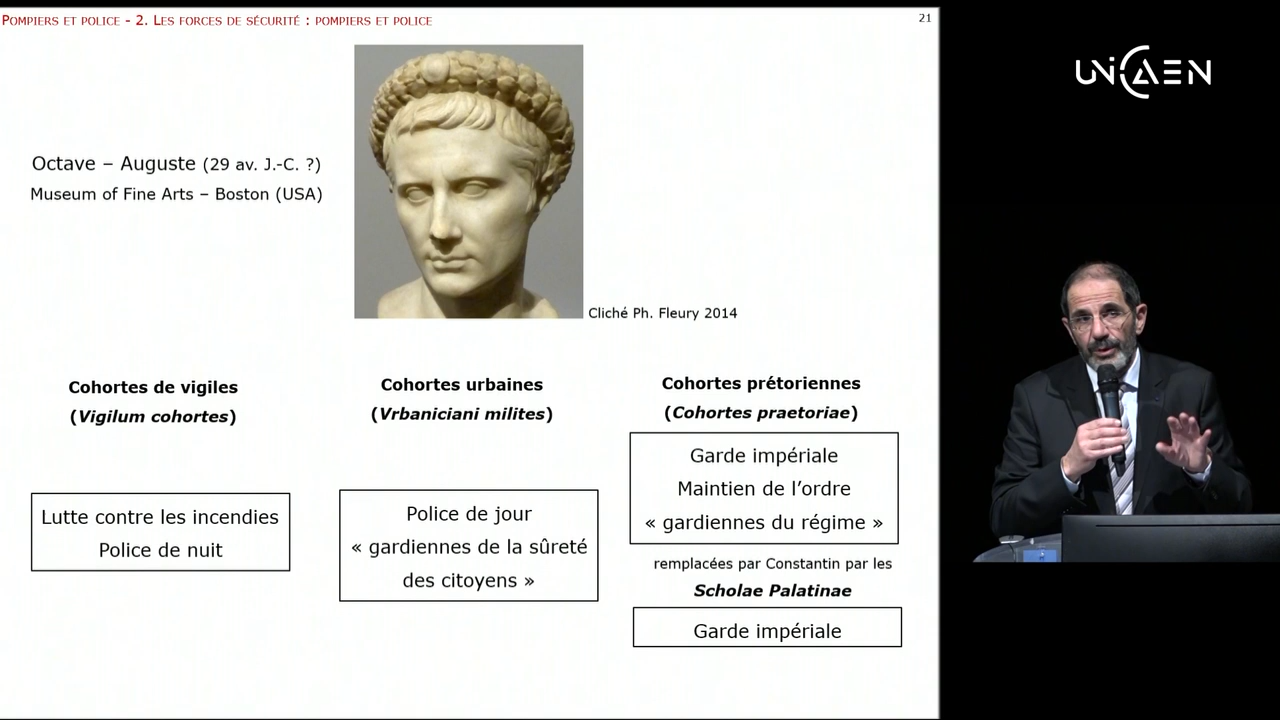 Pompiers et police - 2. Les forces de sécurité : pompiers et police
21
UNICAEN
Octave – Auguste (29 av. J.-C. ?)
Museum of Fine Arts – Boston (USA)
Cliché Ph. Fleury 2014
Cohortes de vigiles
(Vigilum cohortes)
Lutte contre les incendies
Police de nuit
Cohortes urbaines
(Vrbaniciani milites)
Police de jour
« gardiennes de la sûreté
des citoyens »
Cohortes prétoriennes
(Cohortes praetoriae)
Garde impériale
Maintien de l’ordre
« gardiennes du régime »
remplacées par Constantin par les
Scholae Palatinae
Garde impériale